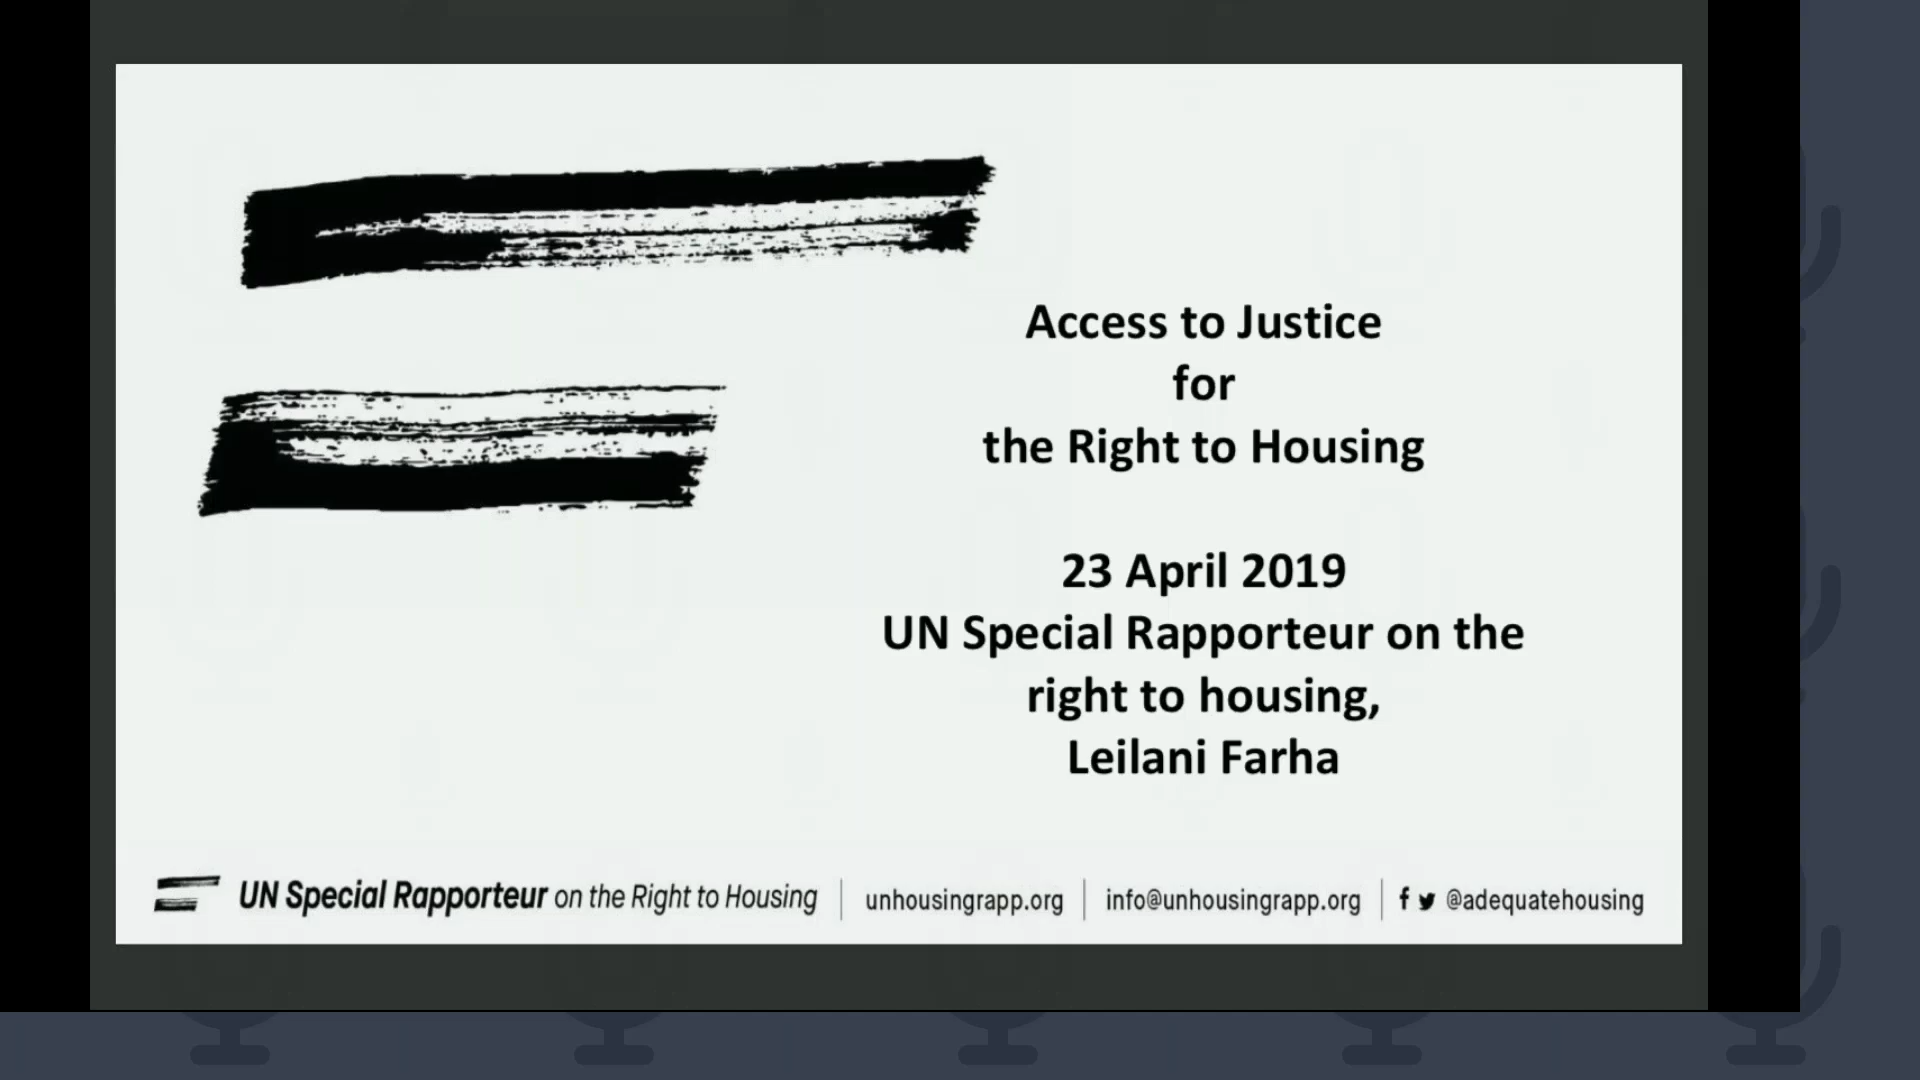 Access to Justice
for
the Right to Housing
23 April 2019
UN Special Rapporteur on the
right to housing,
Leilani Farha
UN Special Rapporteur on the Right to Housing | unhousingrapp.org | info@unhousingrapp.org | @adequatehousing